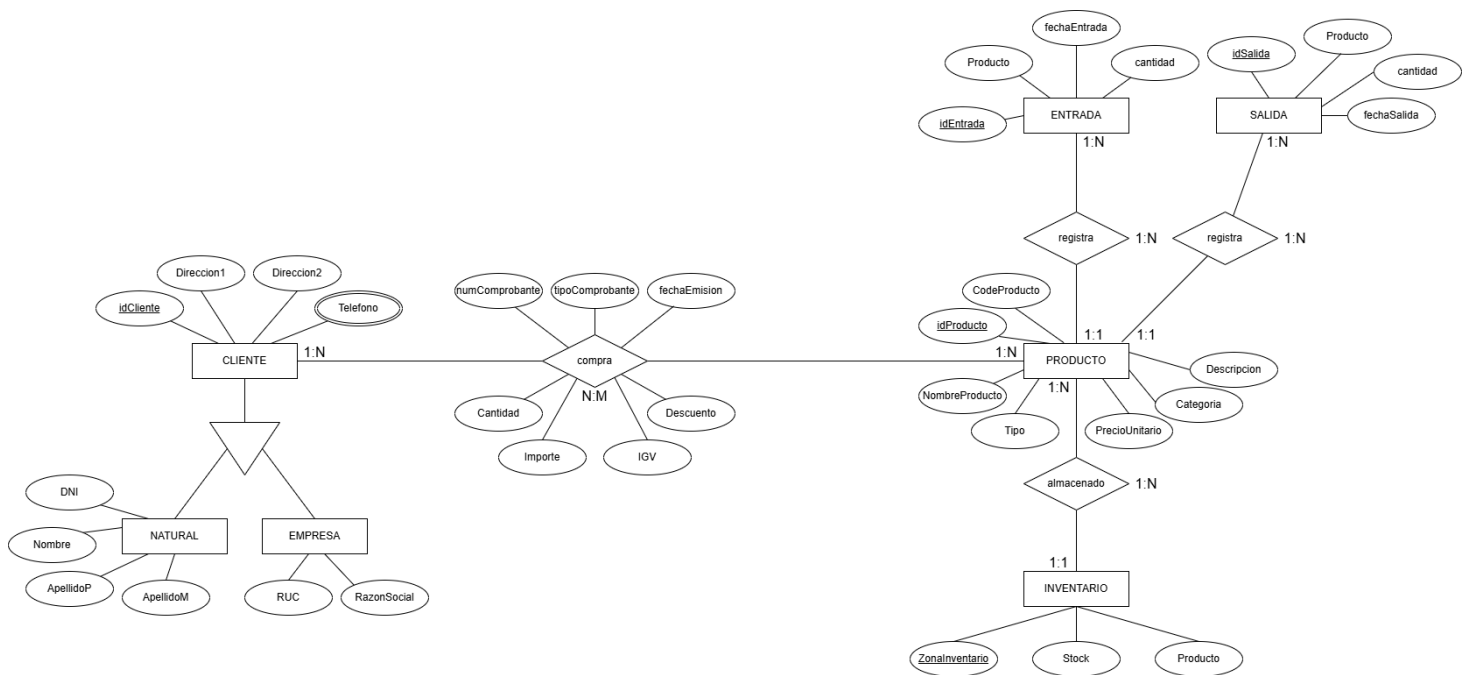 fechaEntrada
Producto
cantidad
idEntrada
ENTRADA
1:N
idSalida
Producto
cantidad
fechaSalida
SALIDA
1:N
registra
1:N
registra
1:N
Direccion1
Direccion2
idCliente
Telefono
CLIENTE
1:N
numComprobante
tipoComprobante
fechaEmision
compra
N:M
Cantidad
Descuento
Importe
IGV
CodeProducto
idProducto
1:1
1:1
1:N
PRODUCTO
1:N
Descripcion
NombreProducto
Categoria
Tipo
PrecioUnitario
almacenado
1:N
DNI
Nombre
NATURAL
EMPRESA
ApellidoP
ApellidoM
RUC
RazonSocial
1:1
INVENTARIO
ZonaInventario
Stock
Producto